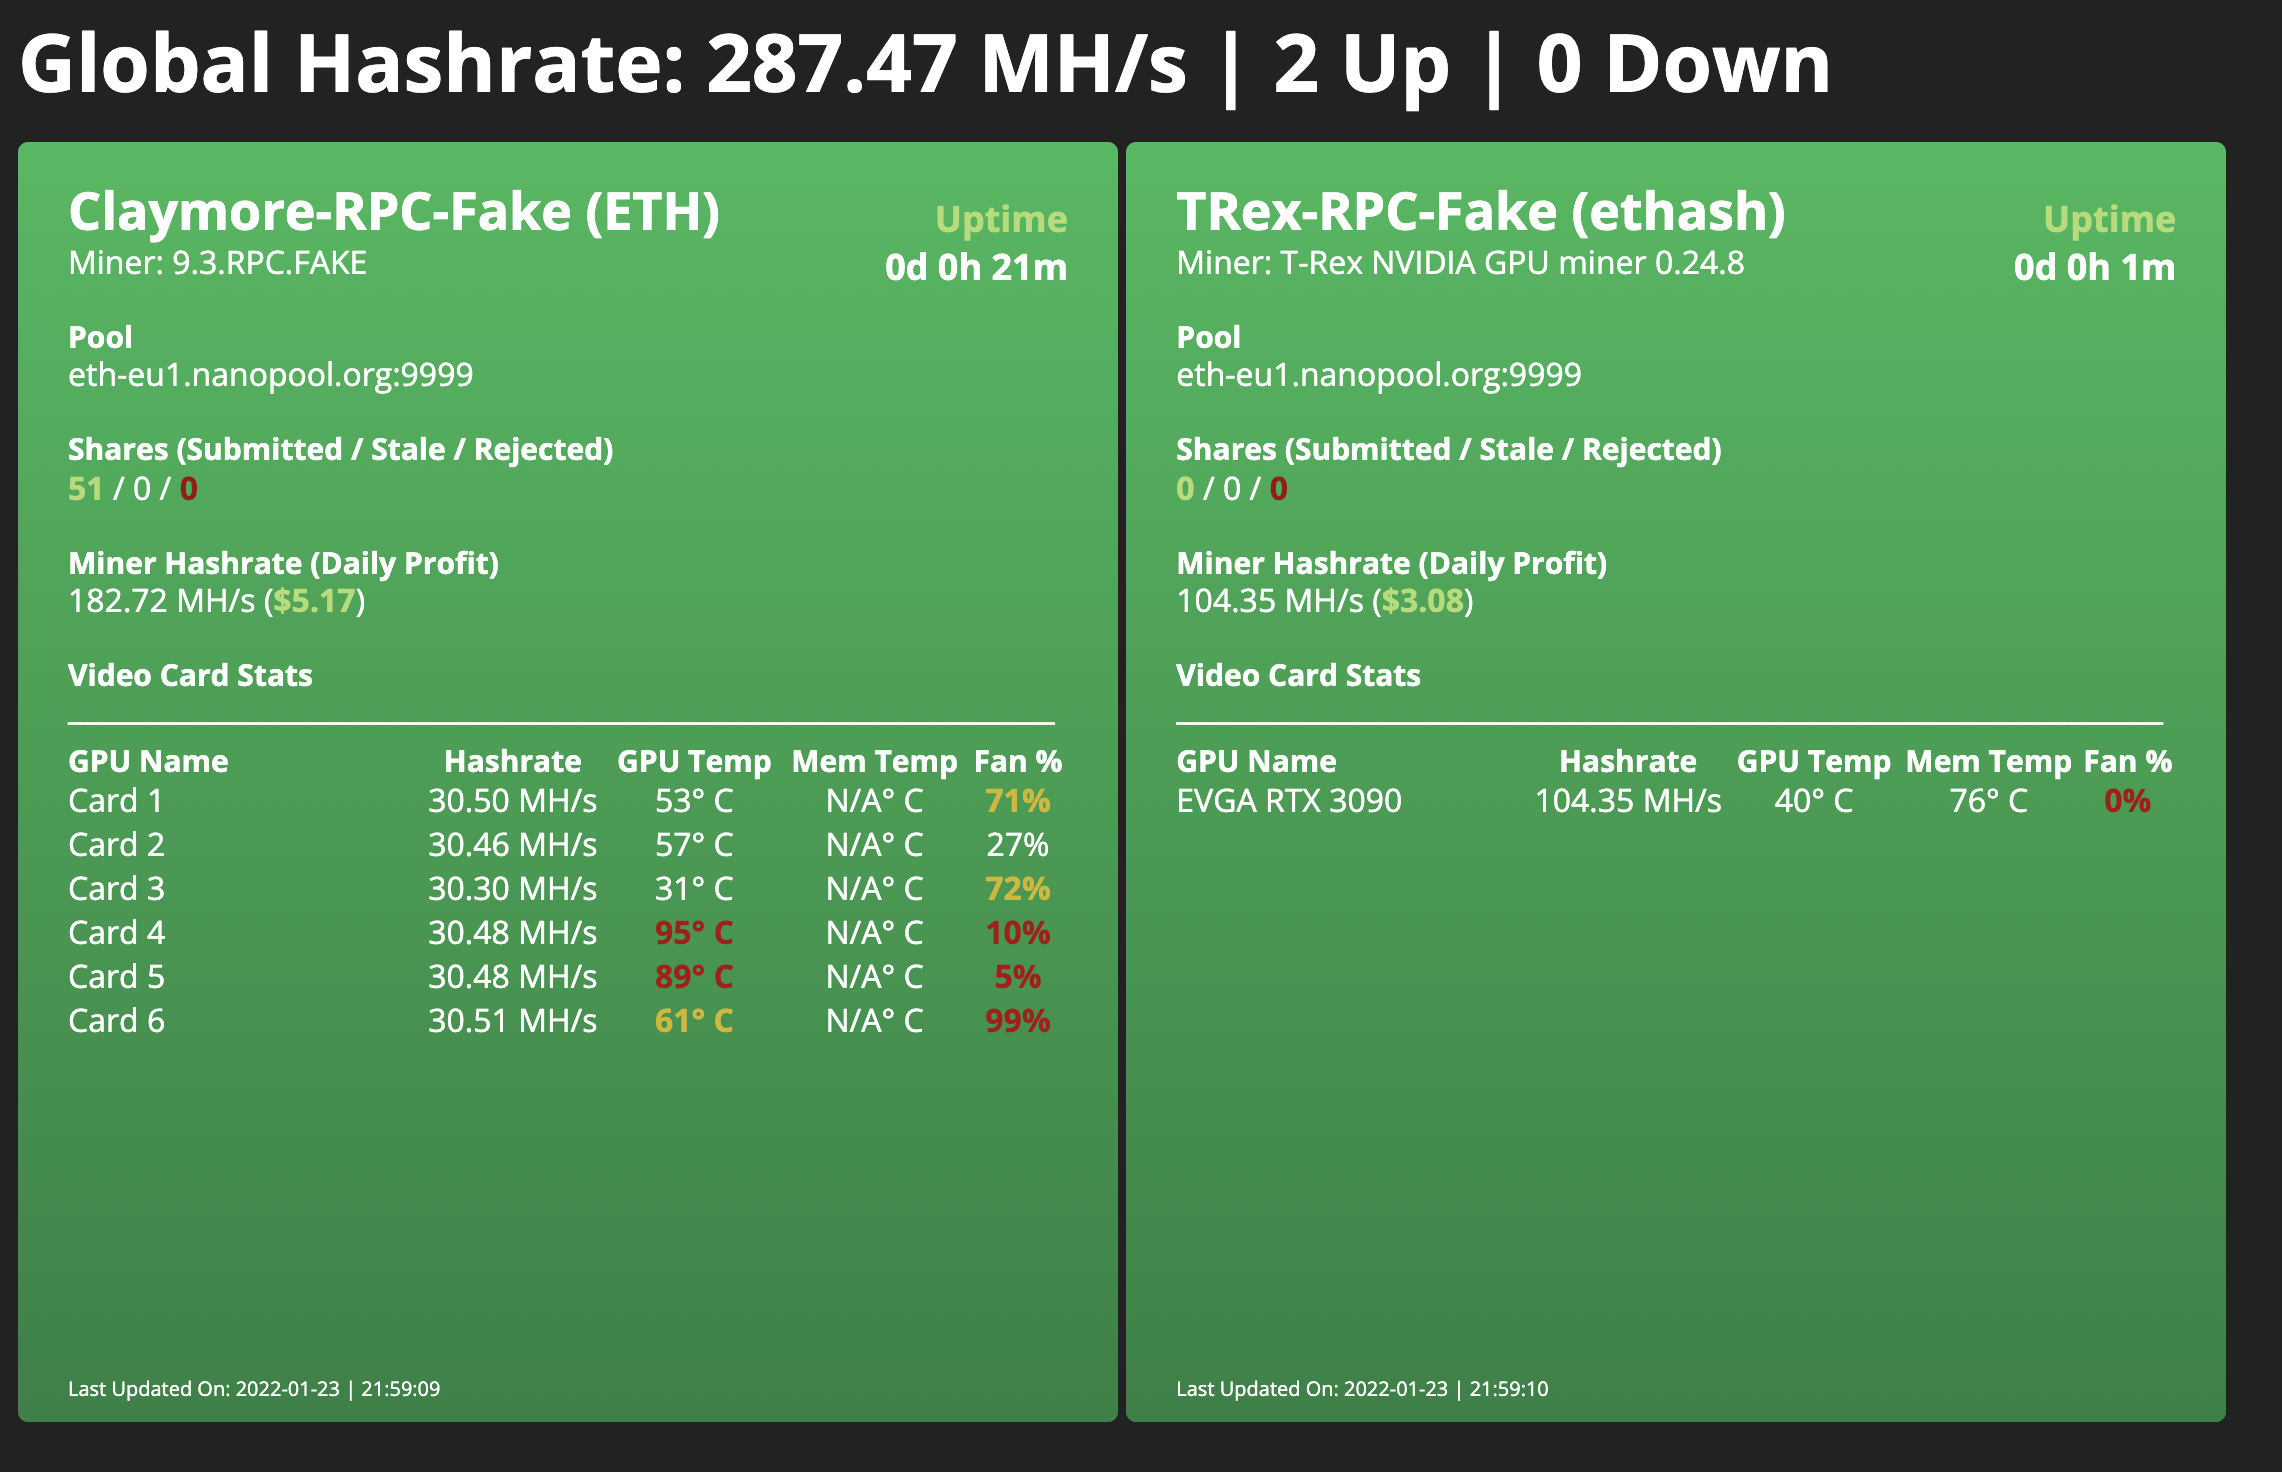 Global Hashrate: 287.47 MH/s | 2 Up | 0 Down
Claymore-RPC-Fake (ETH)
Miner: 9.3.RPC.FAKE
Uptime
0d 0h 21m
Pool
eth-eu1.nanopool.org:9999
Shares (Submitted / Stale / Rejected)
51 / 0 / 0
Miner Hashrate (Daily Profit)
182.72 MH/s ($5.17)
Video Card Stats
GPU Name Hashrate GPU Temp Mem Temp Fan %
Card 1 30.50 MH/s 53° C N/A° C 71%
Card 2 30.46 MH/s 57° C N/A° C 27%
Card 3 30.30 MH/s 31° C N/A° C 72%
Card 4 30.48 MH/s 95° C N/A° C 10%
Card 5 30.48 MH/s 89° C N/A° C 5%
Card 6 30.51 MH/s 61° C N/A° C 99%
Last Updated On: 2022-01-23 | 21:59:09
TRex-RPC-Fake (ethash)
Miner: T-Rex NVIDIA GPU miner 0.24.8
Uptime
0d 0h 1m
Pool
eth-eu1.nanopool.org:9999
Shares (Submitted / Stale / Rejected)
0 / 0 / 0
Miner Hashrate (Daily Profit)
104.35 MH/s ($3.08)
Video Card Stats
GPU Name Hashrate GPU Temp Mem Temp Fan %
EVGA RTX 3090 104.35 MH/s 40° C 76° C 0%
Last Updated On: 2022-01-23 | 21:59:10